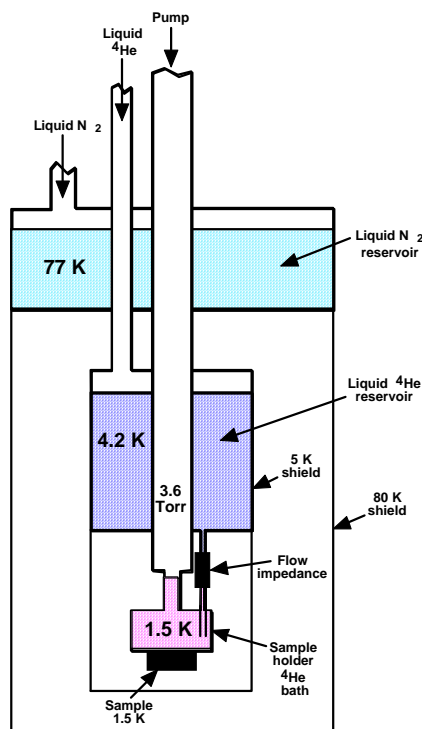 Pump
Liquid
4He
Liquid N 2
Liquid N 2
reservoir
77 K
Liquid 4He
reservoir
4.2 K
5 K
shield
3.6
Torr
80 K
shield
Flow
impedance
1.5 K
Sample
holder
4He
bath
Sample
1.5 K